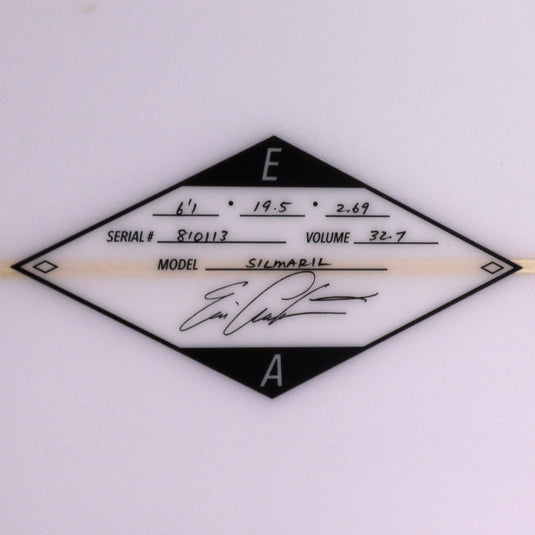 E
6'1 • 19.5 • 2.69
SERIAL # 810113 VOLUME 32.7
MODEL SILMARIL
A